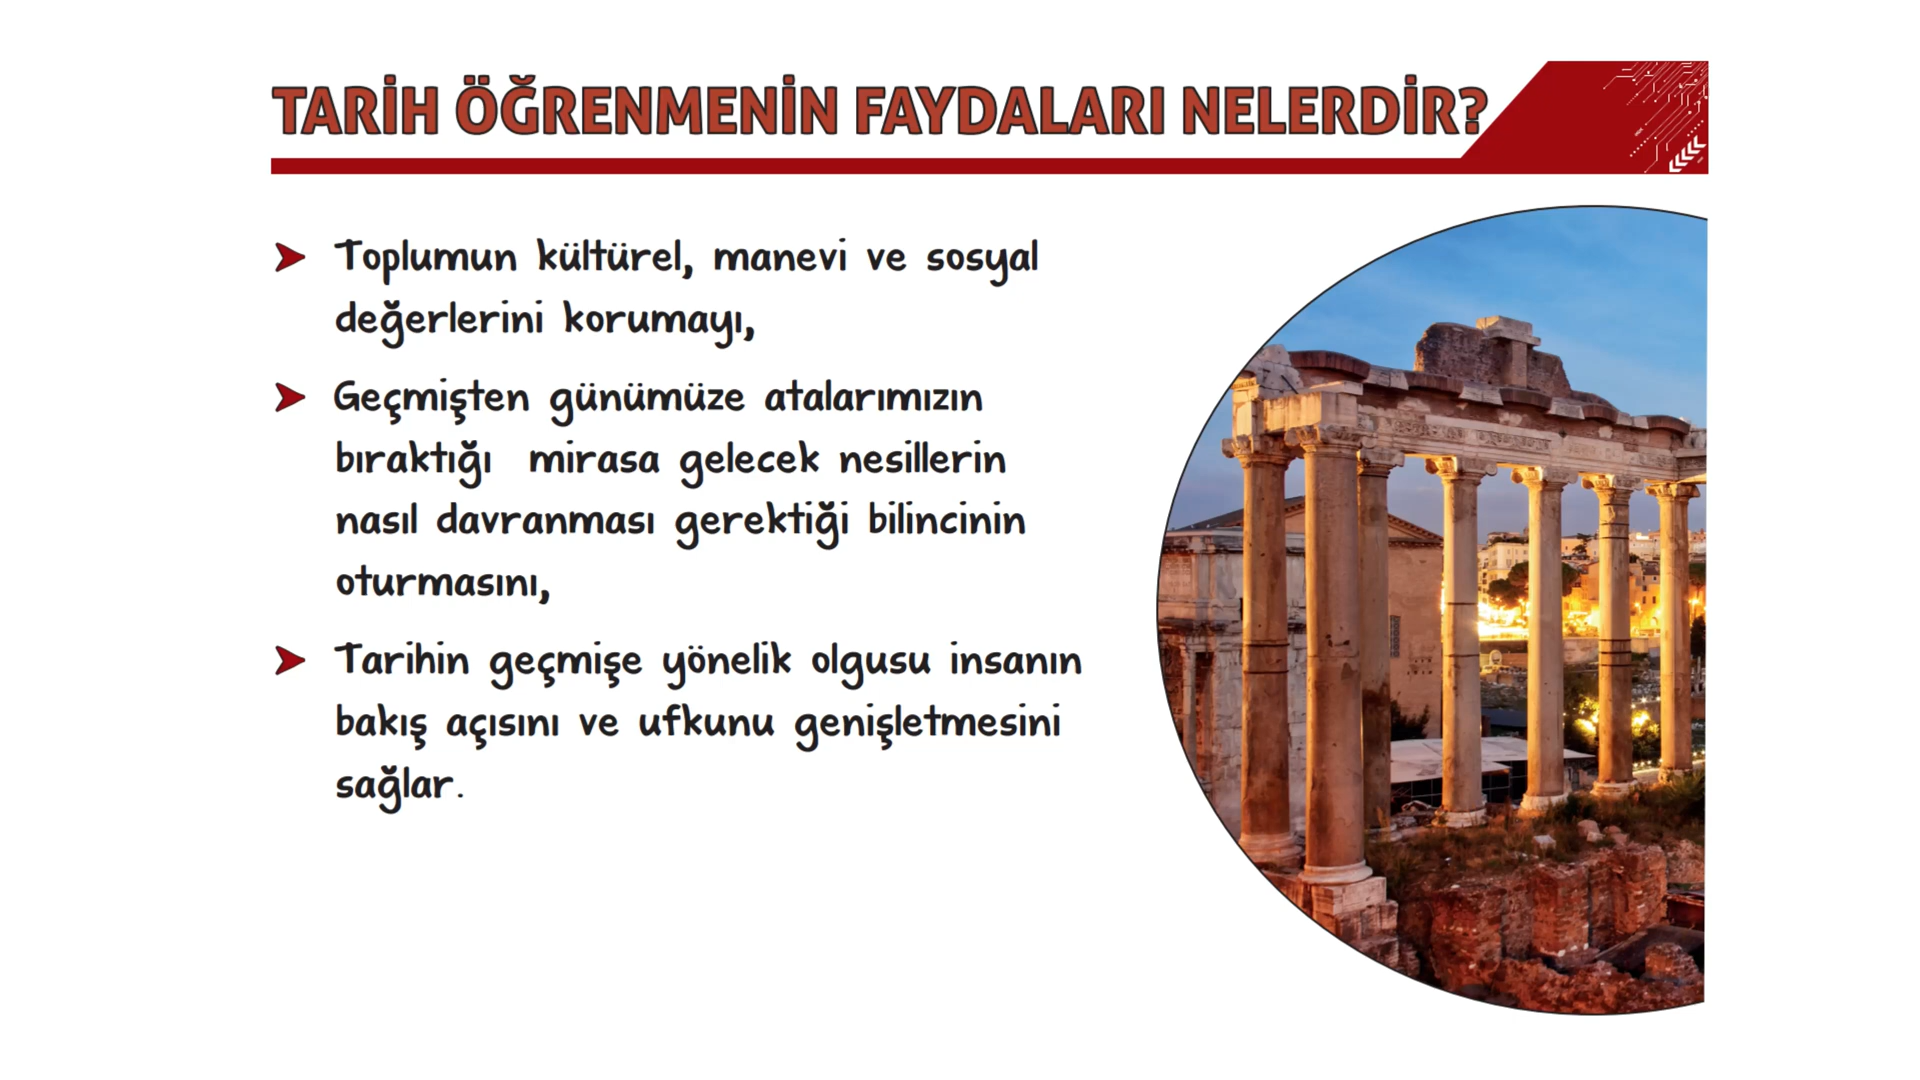 TARİH ÖĞRENMENİN FAYDALARI NELERDİR?
Toplumun kültürel, manevi ve sosyal
değerlerini korumayı,
Geçmişten günümüze atalarımızın
bıraktığı mirasa gelecek nesillerin
nasıl davranması gerektiği bilincinin
oturmasını,
Tarihin geçmişe yönelik olgusu insanın
bakış açısını ve ufkunu genişletmesini
sağlar.